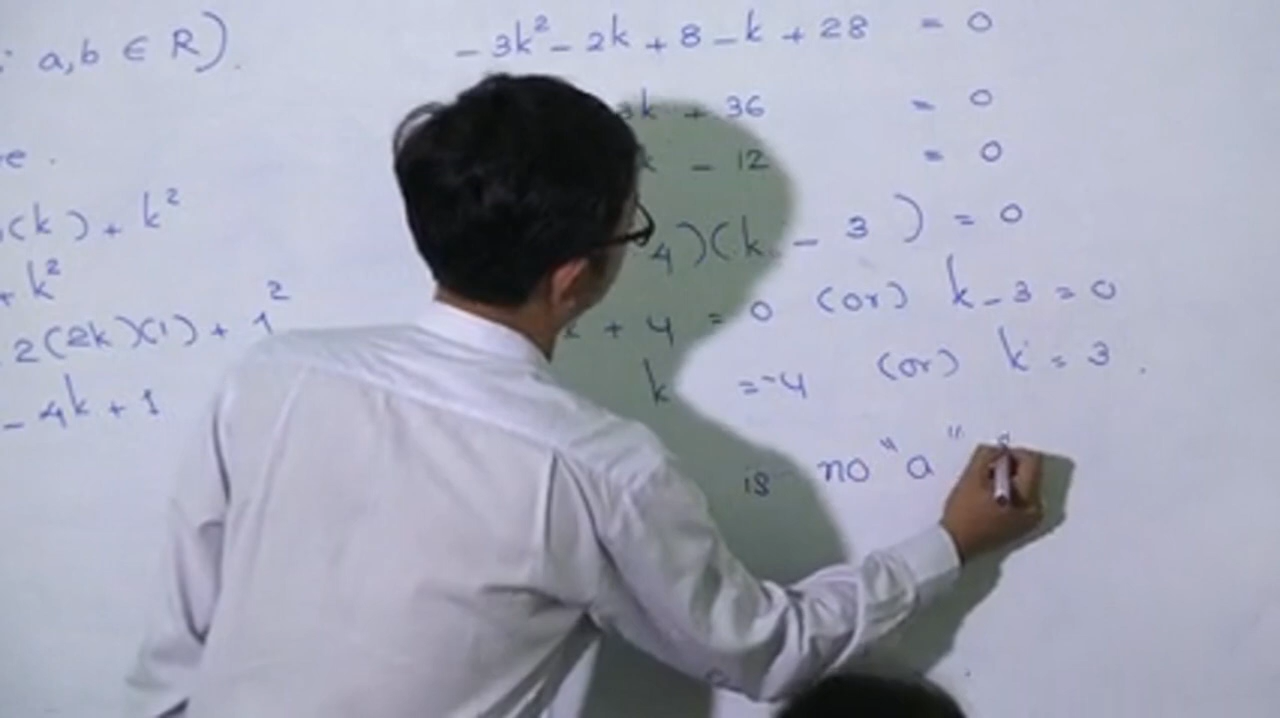 : a,b ∈ R).
e.
(k) + k²
+ k²
2(2k)(1) + 1²
- 4k + 1
- 3k² - 2k + 8 - k + 28 = 0
3k + 36 = 0
k - 12 = 0
4)(k - 3) = 0
k + 4 = 0 (or) k - 3 = 0
k = -4 (or) k = 3.
is no "a"